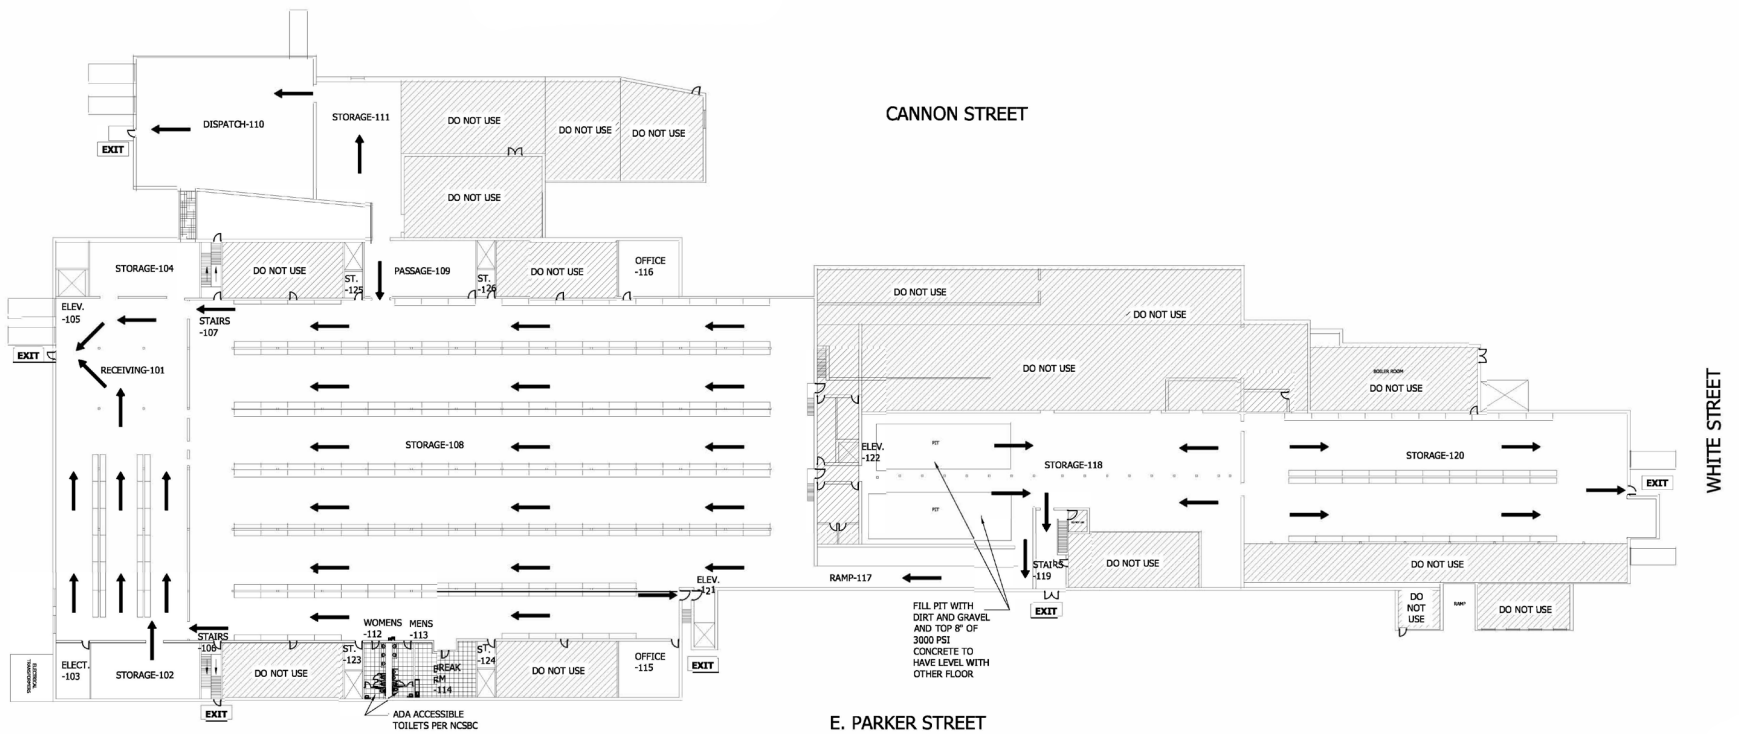 CANNON STREET
DISPATCH-110
STORAGE-111
DO NOT USE
DO NOT USE
DO NOT USE
EXIT
DO NOT USE
STORAGE-104
DO NOT USE
ST.
-125
PASSAGE-109
ST.
-126
DO NOT USE
OFFICE
-116
ELEV.
-105
STAIRS
-107
EXIT
RECEIVING-101
DO NOT USE
DO NOT USE
DO NOT USE
BOILER ROOM
DO NOT USE
WHITE STREET
STORAGE-108
ELEV.
-122
PIT
STORAGE-118
STORAGE-120
EXIT
PIT
DO NOT USE
DO NOT USE
RAMP-117
STAIRS
-119
EXIT
ELEV.
-121
DO
NOT
USE
RAMP
DO NOT USE
FILL PIT WITH
DIRT AND GRAVEL
AND TOP 8" OF
3000 PSI
CONCRETE TO
HAVE LEVEL WITH
OTHER FLOOR
WOMENS
-112
MENS
-113
STAIRS
-106
ELECTRICAL
TRANSFORMERS
ELECT.
-103
STORAGE-102
DO NOT USE
ST.
-123
BREAK
RM
-114
ST.
-124
DO NOT USE
OFFICE
-115
EXIT
EXIT
ADA ACCESSIBLE
TOILETS PER NCSBC
E. PARKER STREET